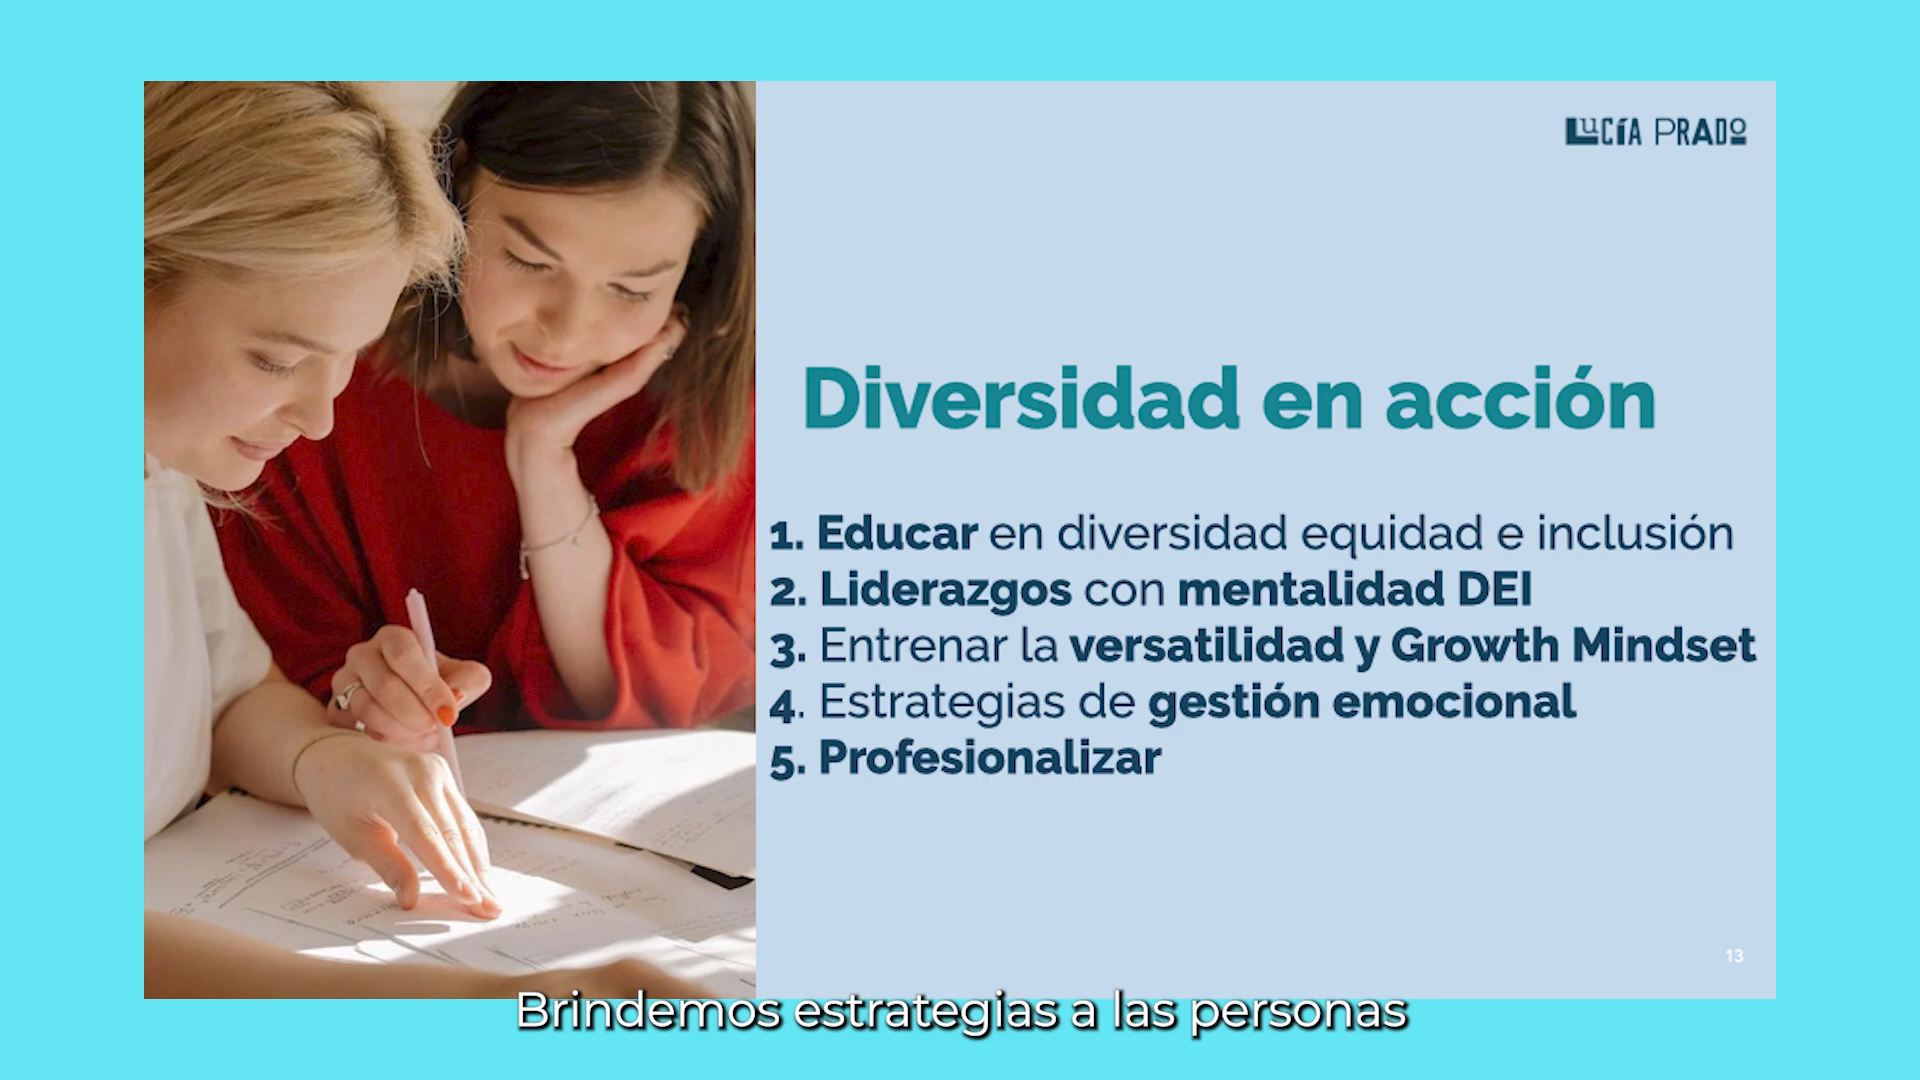 LUCÍA PRADO
Diversidad en acción
1. Educar en diversidad equidad e inclusión
2. Liderazgos con mentalidad DEI
3. Entrenar la versatilidad y Growth Mindset
4. Estrategias de gestión emocional
5. Profesionalizar
13
Brindemos estrategias a las personas